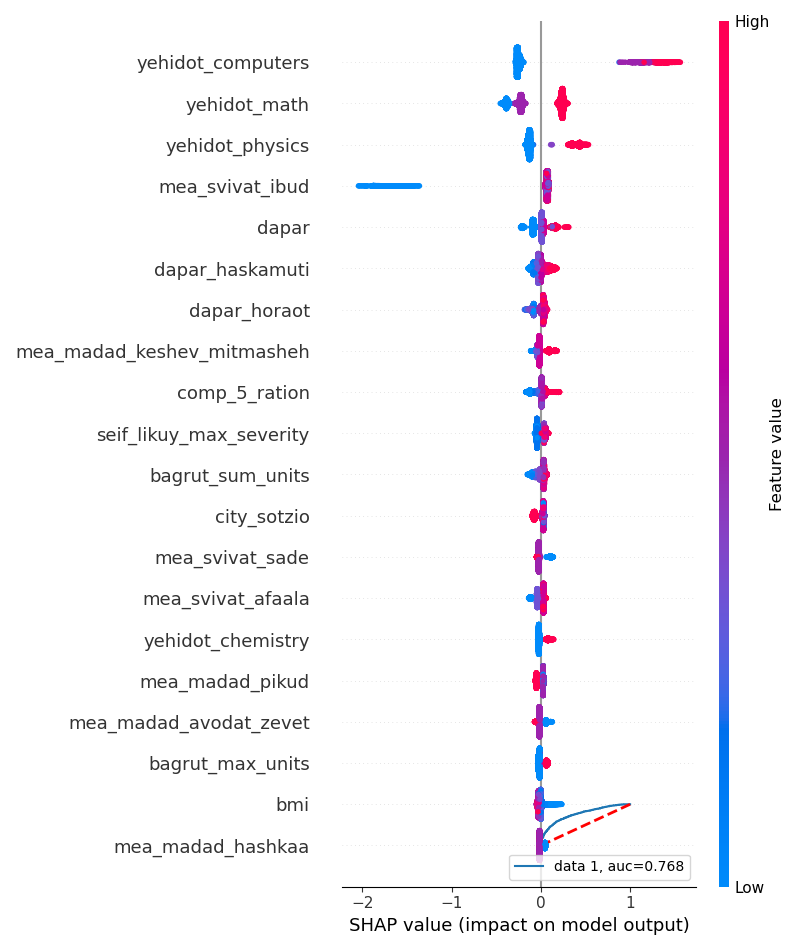 High
yehidot_computers
yehidot_math
yehidot_physics
mea_svivat_ibud
dapar
dapar_haskamuti
dapar_horaot
mea_madad_keshev_mitmasheh
comp_5_ration
seif_likuy_max_severity
bagrut_sum_units
city_sotzio
mea_svivat_sade
mea_svivat_afaala
yehidot_chemistry
mea_madad_pikud
mea_madad_avodat_zevet
bagrut_max_units
bmi
mea_madad_hashkaa
data 1, auc=0.768
Feature value
Low
−2 −1 0 1
SHAP value (impact on model output)